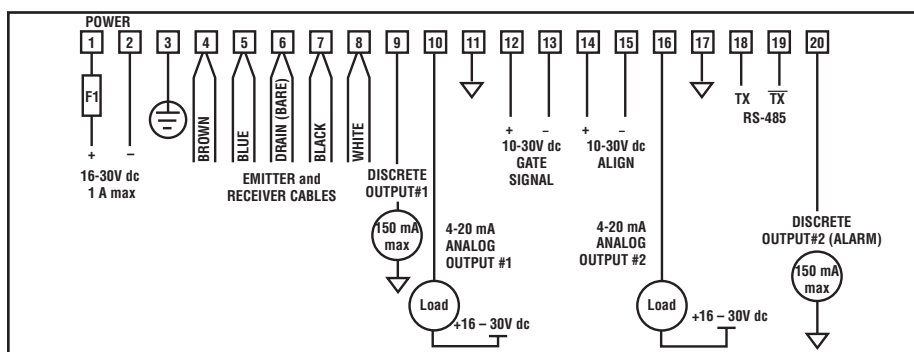 POWER
1 2 3 4 5 6 7 8 9 10 11 12 13 14 15 16 17 18 19 20
F1
+ –
16-30V dc
1 A max
BROWN
BLUE
DRAIN (BARE)
BLACK
WHITE
EMITTER and
RECEIVER CABLES
DISCRETE
OUTPUT#1
150 mA
max
4-20 mA
ANALOG
OUTPUT #1
Load
+16 – 30V dc
+ –
10-30V dc
GATE
SIGNAL
+ –
10-30V dc
ALIGN
4-20 mA
ANALOG
OUTPUT #2
Load
+16 – 30V dc
TX TX
RS-485
DISCRETE
OUTPUT#2 (ALARM)
150 mA
max